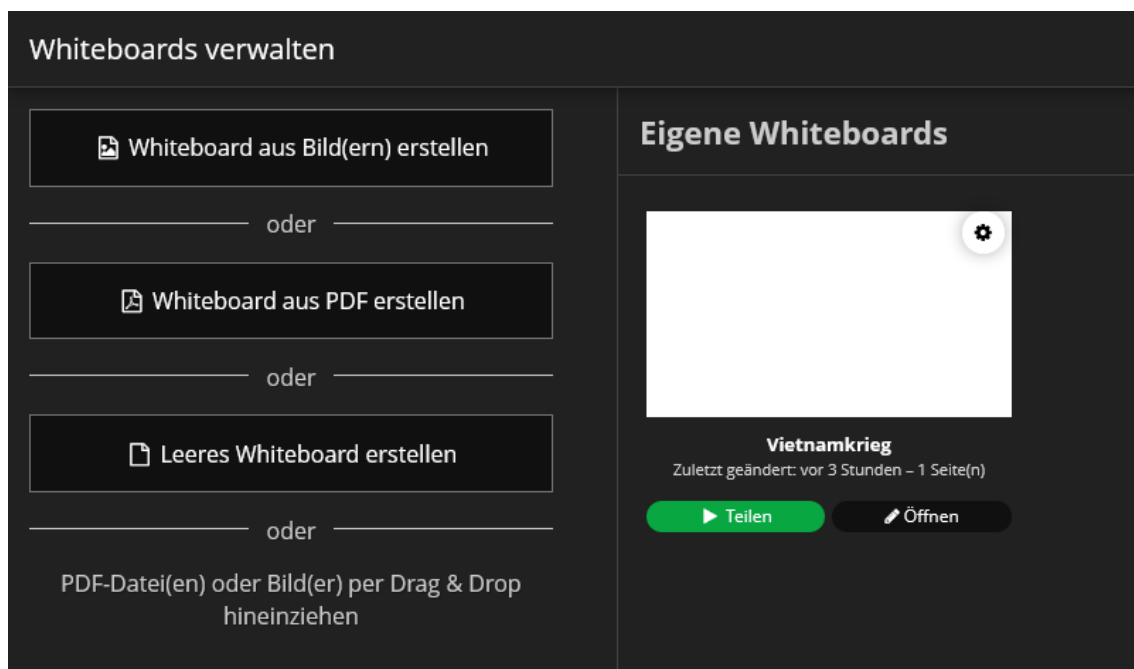 Whiteboards verwalten
Whiteboard aus Bild(ern) erstellen
oder
Whiteboard aus PDF erstellen
oder
Leeres Whiteboard erstellen
oder
PDF-Datei(en) oder Bild(er) per Drag & Drop
hineinziehen
Eigene Whiteboards
Vietnamkrieg
Zuletzt geändert: vor 3 Stunden – 1 Seite(n)
Teilen
Öffnen